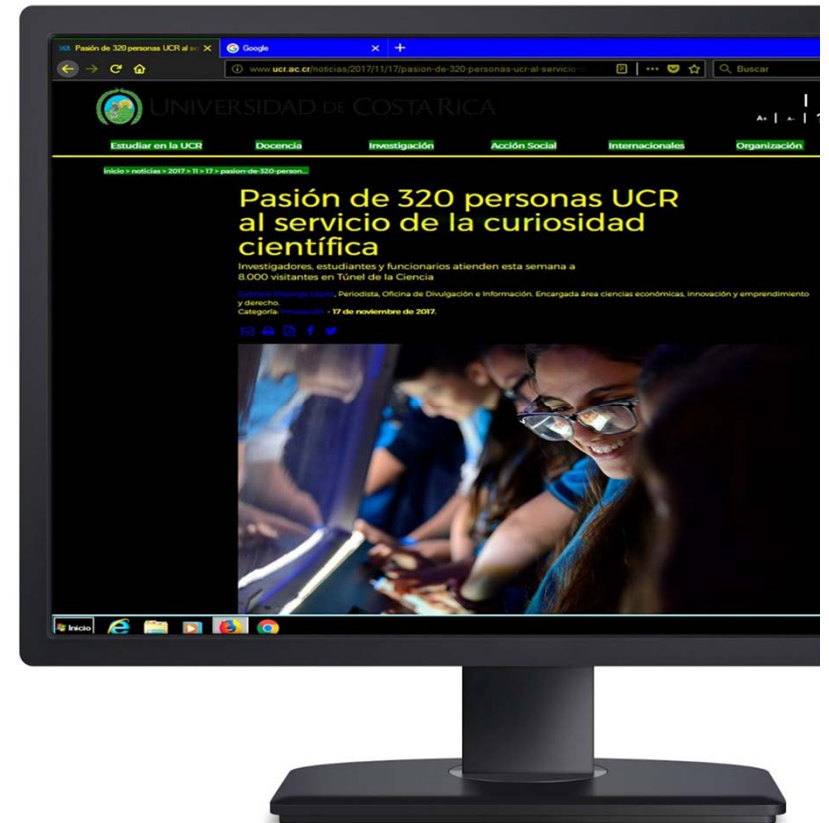 Pasión de 320 personas UCR al se
Google
www.ucr.ac.cr/noticias/2017/11/17/pasion-de-320-personas-ucr-al-servicio-
Buscar
UNIVERSIDAD DE COSTA RICA
A+ | A- |
Estudiar en la UCR Docencia Investigación Acción Social Internacionales Organización
inicio > noticias > 2017 > 11 > 17 > pasion-de-320-person...
Pasión de 320 personas UCR
al servicio de la curiosidad
científica
Investigadores, estudiantes y funcionarios atienden esta semana a
8.000 visitantes en Túnel de la Ciencia
, Periodista, Oficina de Divulgación e Información. Encargada área ciencias económicas, innovación y emprendimiento
y derecho.
Categoría: - 17 de noviembre de 2017.
Inicio